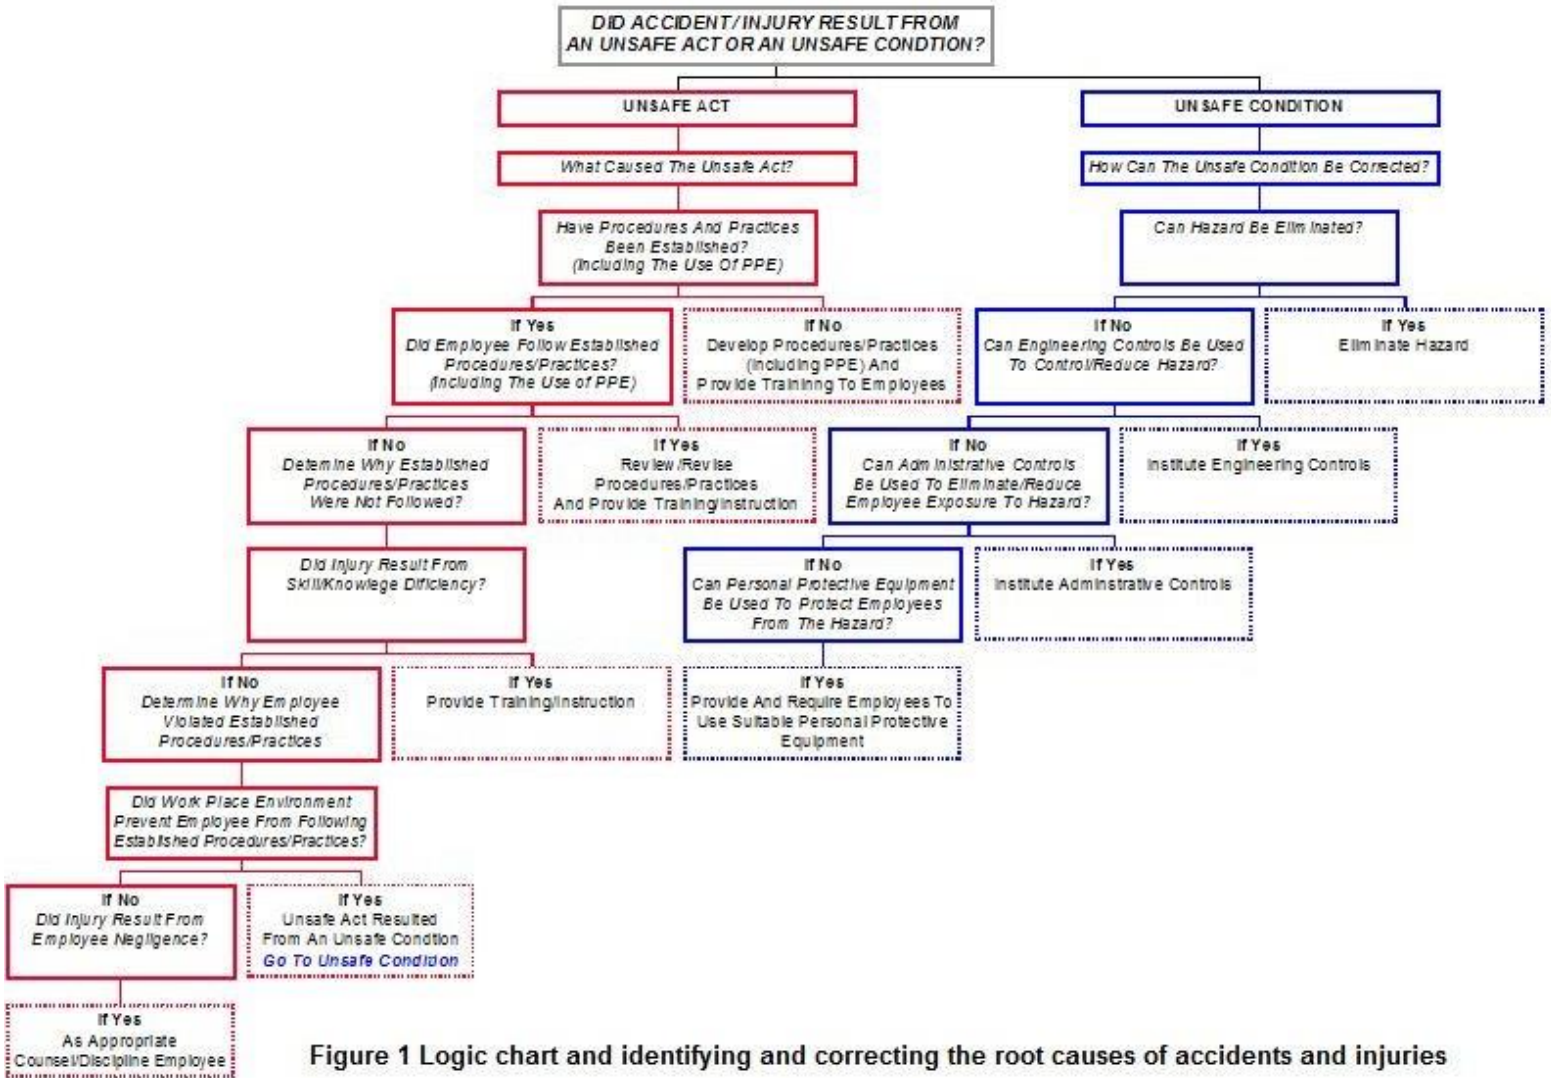 DID ACCIDENT/INJURY RESULT FROM
AN UNSAFE ACT OR AN UNSAFE CONDTION?
UNSAFE ACT
UNSAFE CONDITION
What Caused The Unsafe Act?
How Can The Unsafe Condition Be Corrected?
Have Procedures And Practices
Been Established?
(Including The Use Of PPE)
Can Hazard Be Eliminated?
If Yes
Did Employee Follow Established
Procedures/Practices?
(Including The Use of PPE)
If No
Develop Procedures/Practices
(Including PPE) And
Provide Traininng To Employees
If No
Can Engineering Controls Be Used
To Control/Reduce Hazard?
If Yes
Eliminate Hazard
If No
Detemine Why Established
Procedures/Practices
Were Not Followed?
If Yes
Review/Revise
Procedures/Practices
And Provide Training/Instruction
If No
Can Administrative Controls
Be Used To Eliminate/Reduce
Employee Exposure To Hazard?
If Yes
Institute Engineering Controls
Did Injury Result From
Skill/Knowlege Dificiency?
If No
Can Personal Protective Equipment
Be Used To Protect Employees
From The Hazard?
If Yes
Institute Adminstrative Controls
If No
Determine Why Employee
Violated Established
Procedures/Practices
If Yes
Provide Training/Instruction
If Yes
Provide And Require Employees To
Use Suitable Personal Protective
Equipment
Did Work Place Environment
Prevent Employee From Following
Established Procedures/Practices?
If No
Did Injury Result From
Employee Negligence?
If Yes
Unsafe Act Resulted
From An Unsafe Condtion
Go To Unsafe Condidon
If Yes
As Appropriate
Counsel/Discipline Employee
Figure 1 Logic chart and identifying and correcting the root causes of accidents and injuries